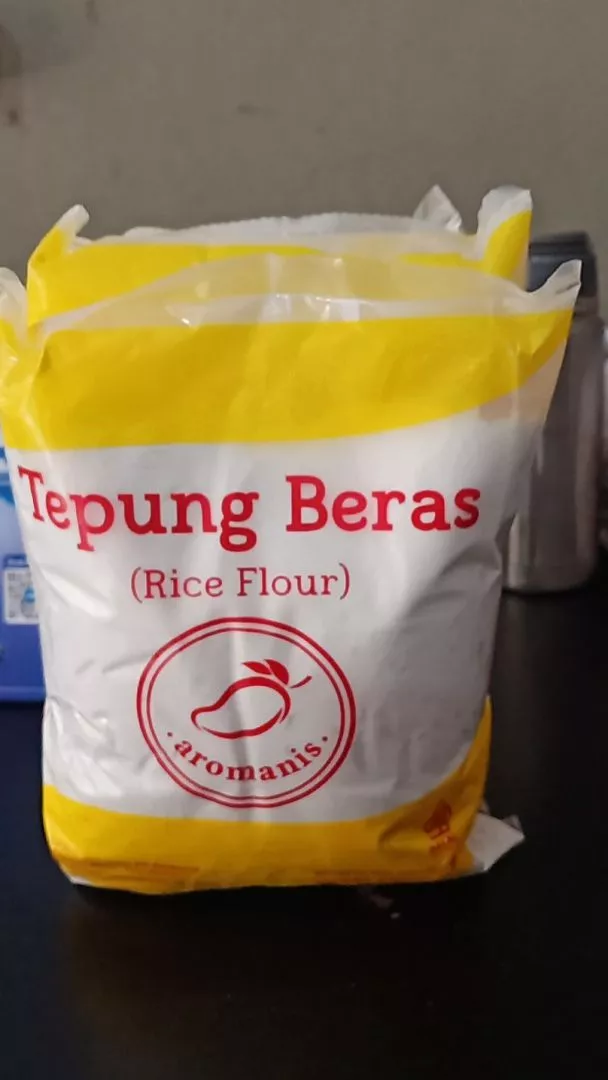 Tepung Beras
(Rice Flour)
aromanis